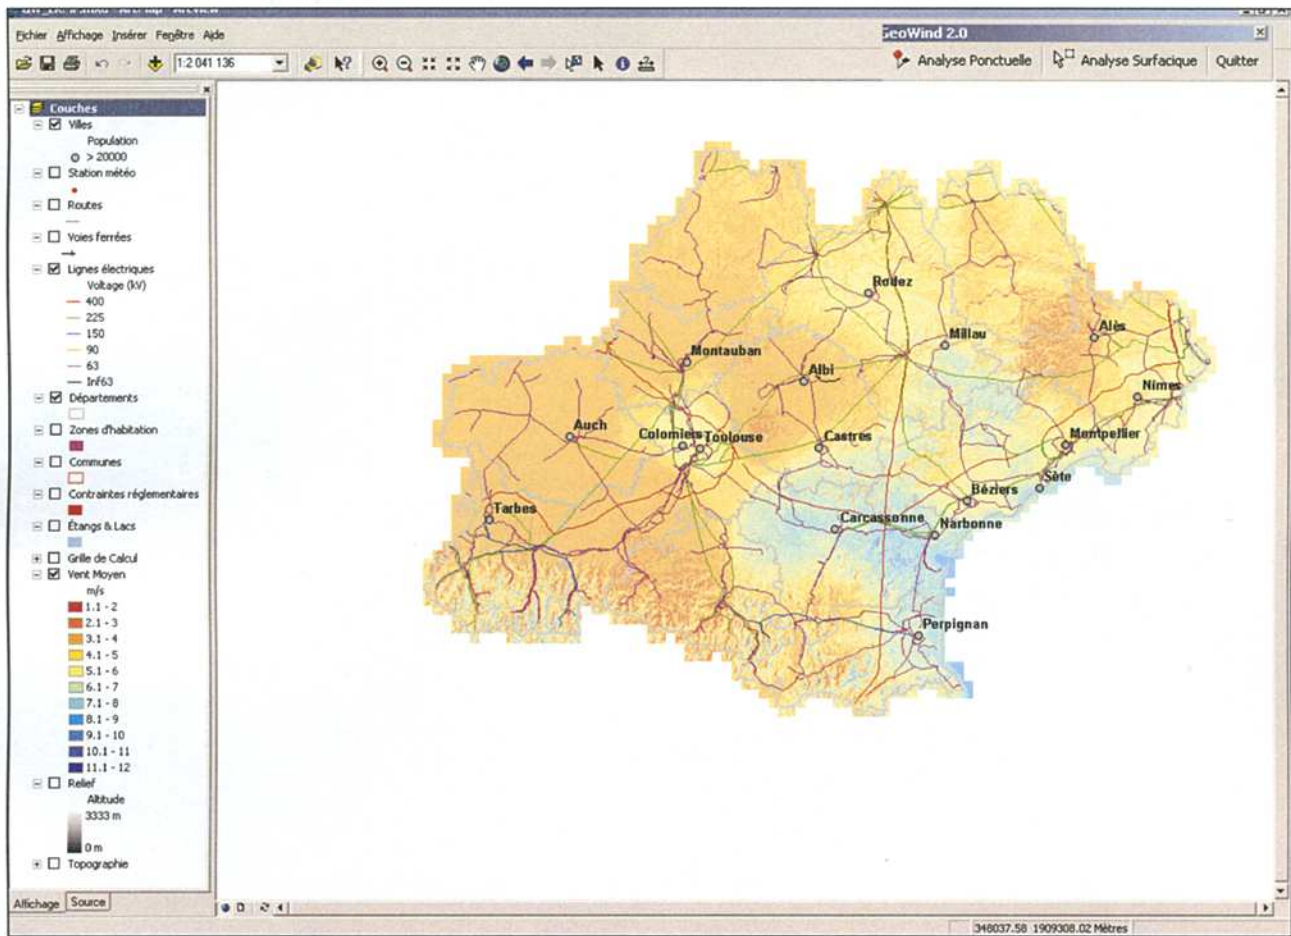 GeoWind 2.0
Fichier Affichage Insérer Fenêtre Aide
1:2 041 136
Analyse Ponctuelle
Analyse Surfacique
Quitter
Couches
Villes
Population
> 20000
Station météo
Routes
Voies ferrées
Lignes électriques
Voltage (kV)
400
225
150
90
63
Inf63
Départements
Zones d'habitation
Communes
Contraintes réglementaires
Étangs & Lacs
Grille de Calcul
Vent Moyen
m/s
1.1 - 2
2.1 - 3
3.1 - 4
4.1 - 5
5.1 - 6
6.1 - 7
7.1 - 8
8.1 - 9
9.1 - 10
10.1 - 11
11.1 - 12
Relief
Altitude
3333 m
0 m
Topographie
Affichage Source
Rodez
Millau
Alès
Montauban
Albi
Nîmes
Auch
Colomiers
Toulouse
Castres
Montpellier
Sète
Béziers
Tarbes
Carcassonne
Narbonne
Perpignan
348037.58 1909308.02 Mètres